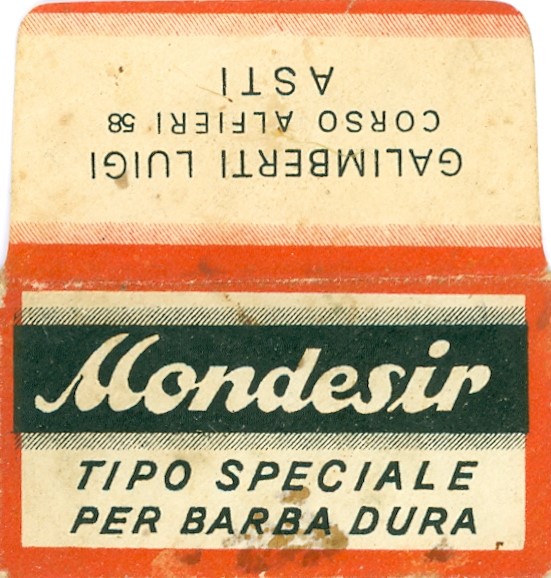 GALIMBERTI LUIGI
CORSO ALFIERI 58
ASTI
Mondesir
TIPO SPECIALE
PER BARBA DURA